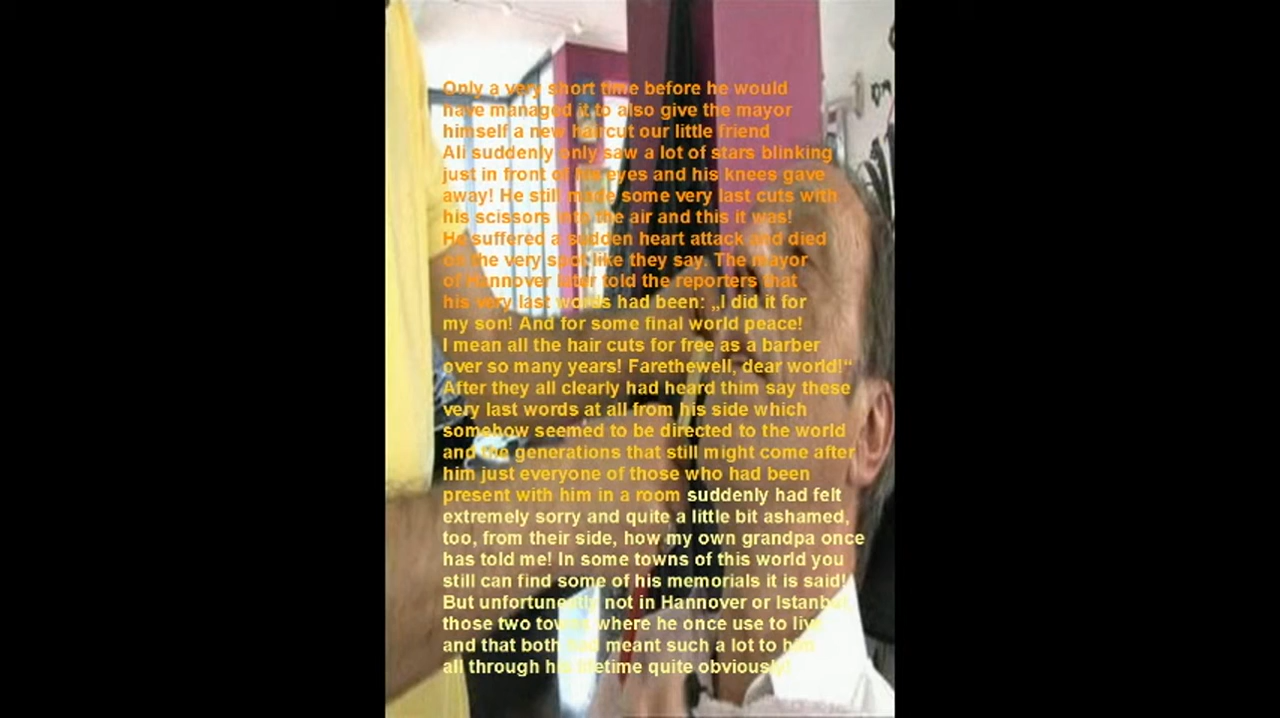 Only a very short time before he would
have managed it to also give the mayor
himself a new haircut our little friend
Ali suddenly only saw a lot of stars blinking
just in front of his eyes and his knees gave
away! He still made some very last cuts with
his scissors into the air and this it was!
He suffered a sudden heart attack and died
on the very spot like they say. The mayor
of Hannover later told the reporters that
his very last words had been: „I did it for
my son! And for some final world peace!
I mean all the hair cuts for free as a barber
over so many years! Farethewell, dear world!“
After they all clearly had heard thim say these
very last words at all from his side which
somehow seemed to be directed to the world
and the generations that still might come after
him just everyone of those who had been
present with him in a room suddenly had felt
extremely sorry and quite a little bit ashamed,
too, from their side, how my own grandpa once
has told me! In some towns of this world you
still can find some of his memorials it is said!
But unfortunently not in Hannover or Istanbul
those two towns where he once use to live
and that both had meant such a lot to him
all through his lifetime quite obviously!